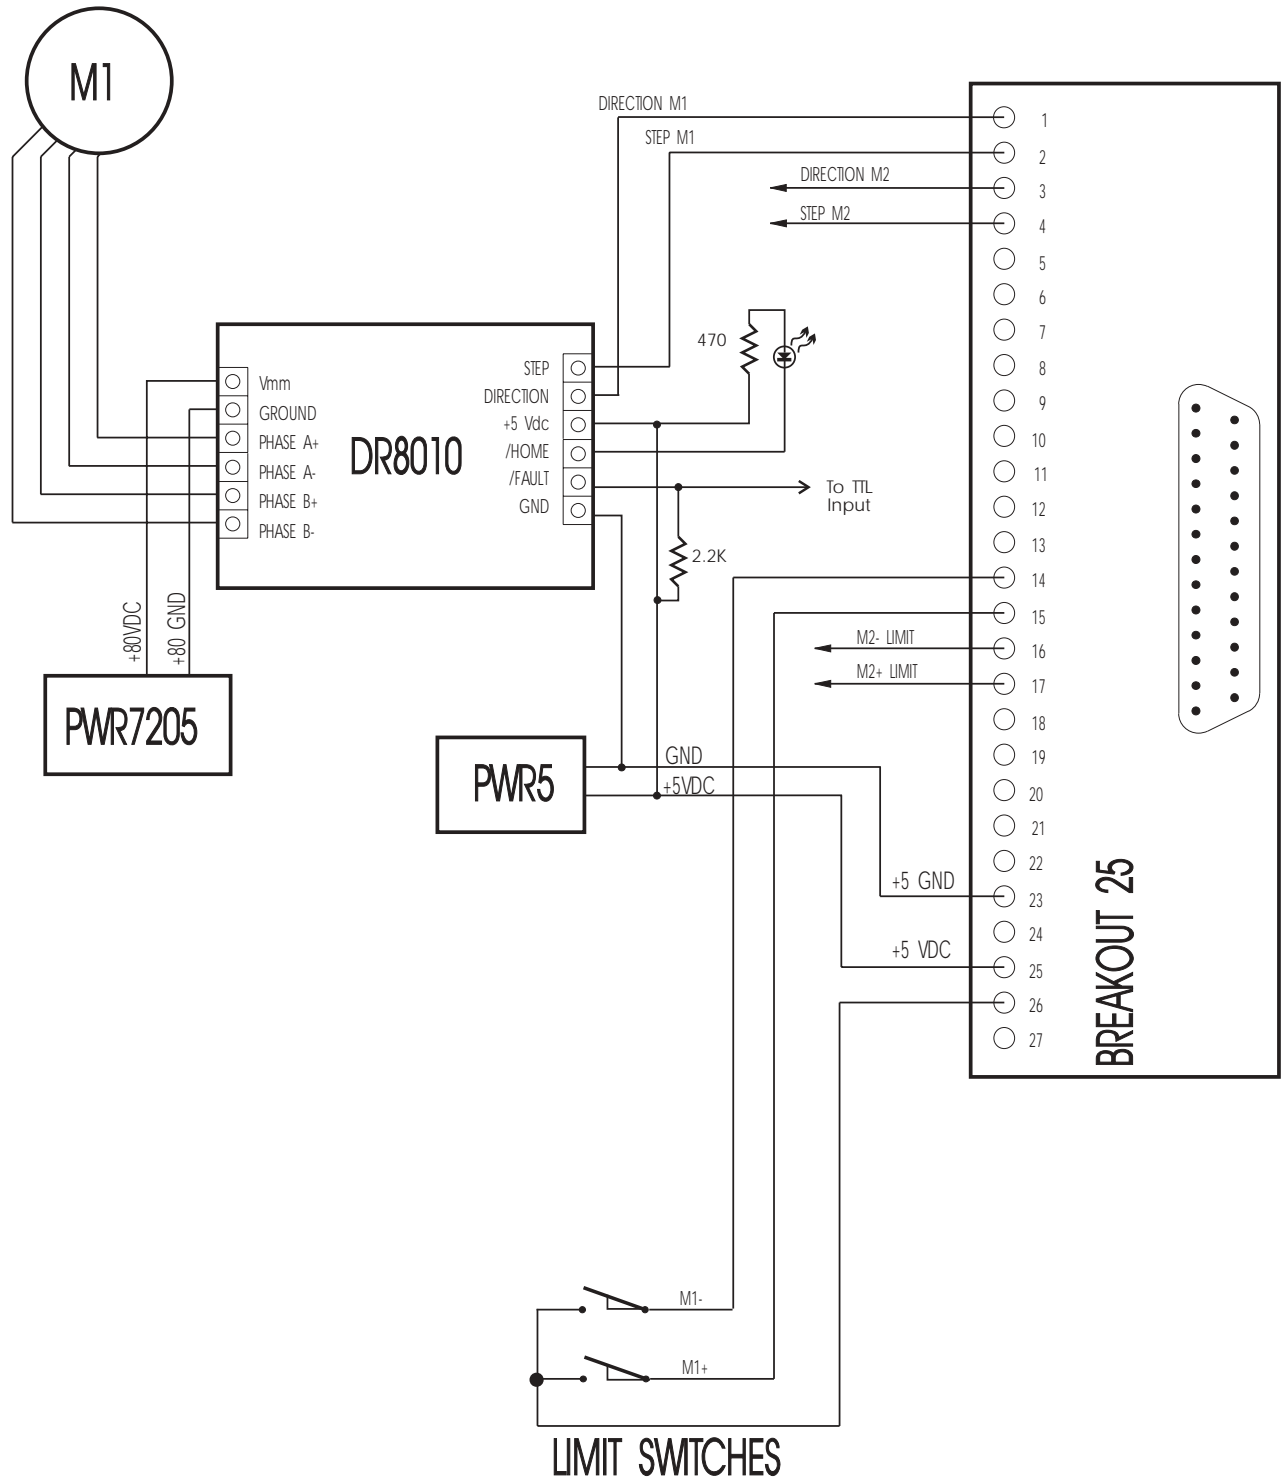 M1
DIRECTION M1
STEP M1
DIRECTION M2
STEP M2
470
Vmm
GROUND
PHASE A+
PHASE A-
PHASE B+
PHASE B-
DR8010
STEP
DIRECTION
+5 Vdc
/HOME
/FAULT
GND
To TTL
Input
2.2K
+80VDC
+80 GND
PWR7205
PWR5
GND
+5VDC
M2- LIMIT
M2+ LIMIT
+5 GND
+5 VDC
1
2
3
4
5
6
7
8
9
10
11
12
13
14
15
16
17
18
19
20
21
22
23
24
25
26
27
BREAKOUT 25
M1-
M1+
LIMIT SWITCHES